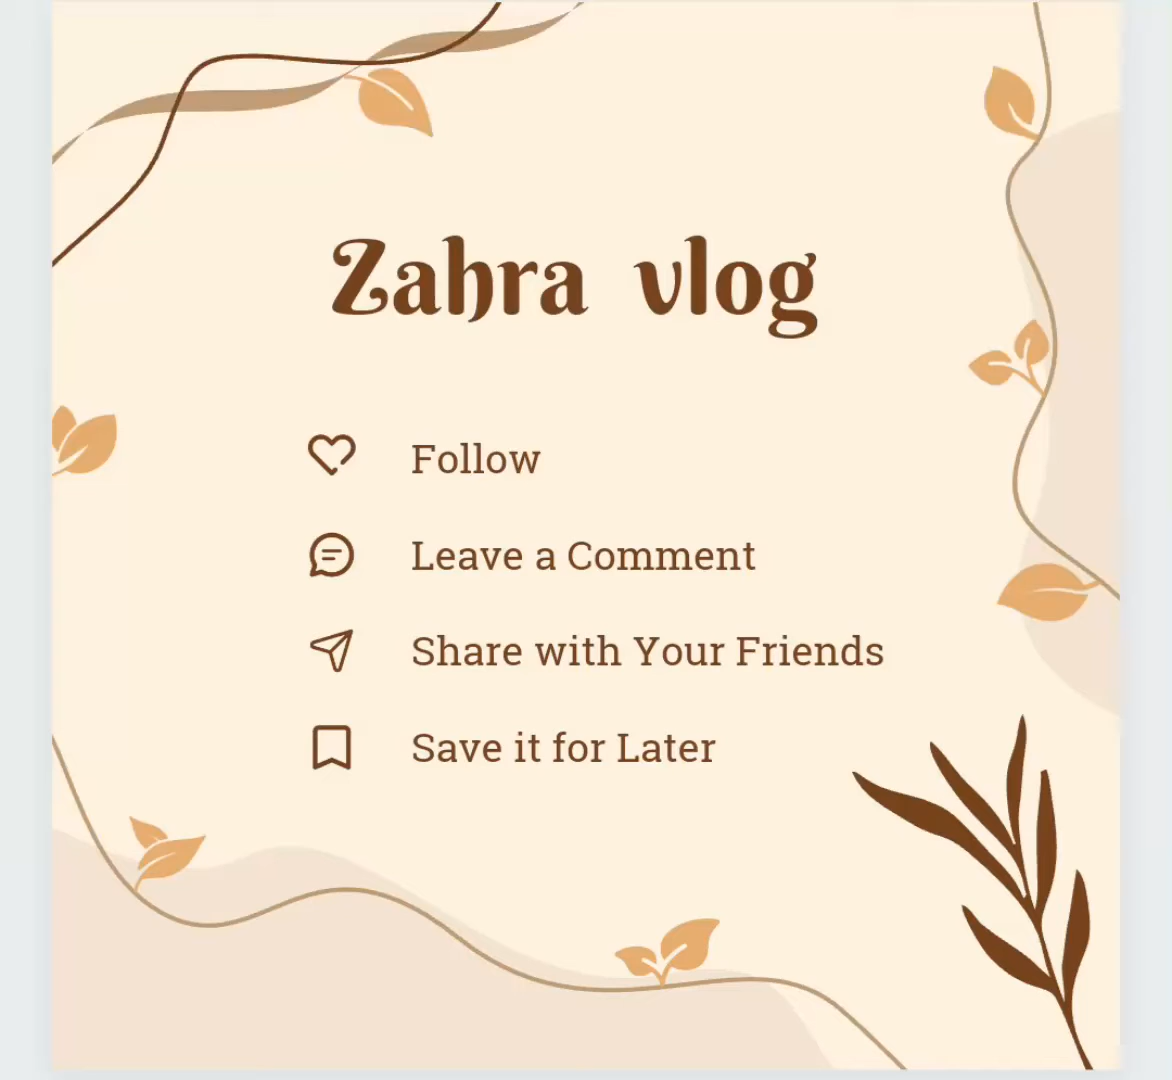 Zahra vlog
Follow
Leave a Comment
Share with Your Friends
Save it for Later